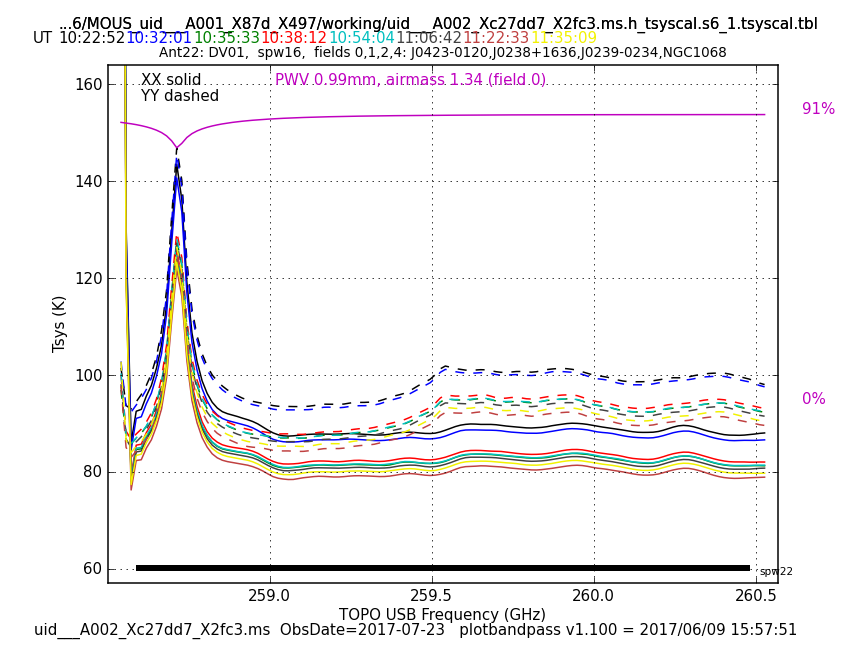 ...6/MOUS_uid___A001_X87d_X497/working/uid___A002_Xc27dd7_X2fc3.ms.h_tsyscal.s6_1.tsyscal.tbl
UT 10:22:52 10:32:01 10:35:33 10:38:12 10:54:04 11:06:42 11:22:33 11:35:09
Ant22: DV01, spw16, fields 0,1,2,4: J0423-0120,J0238+1636,J0239-0234,NGC1068
XX solid
PWV 0.99mm, airmass 1.34 (field 0)
YY dashed
160
140
120
100
80
60
Tsys (K)
91%
0%
spw22
259.0 259.5 260.0 260.5
TOPO USB Frequency (GHz)
uid___A002_Xc27dd7_X2fc3.ms ObsDate=2017-07-23 plotbandpass v1.100 = 2017/06/09 15:57:51